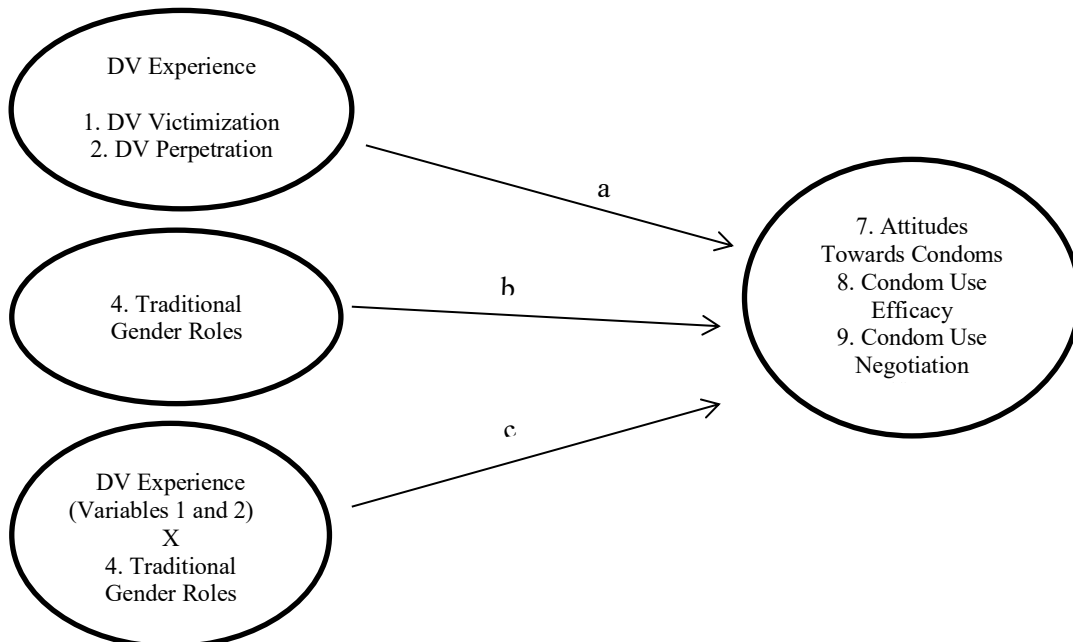 DV Experience
1. DV Victimization
2. DV Perpetration
a
7. Attitudes
Towards Condoms
8. Condom Use
Efficacy
9. Condom Use
Negotiation
b
4. Traditional
Gender Roles
c
DV Experience
(Variables 1 and 2)
X
4. Traditional
Gender Roles